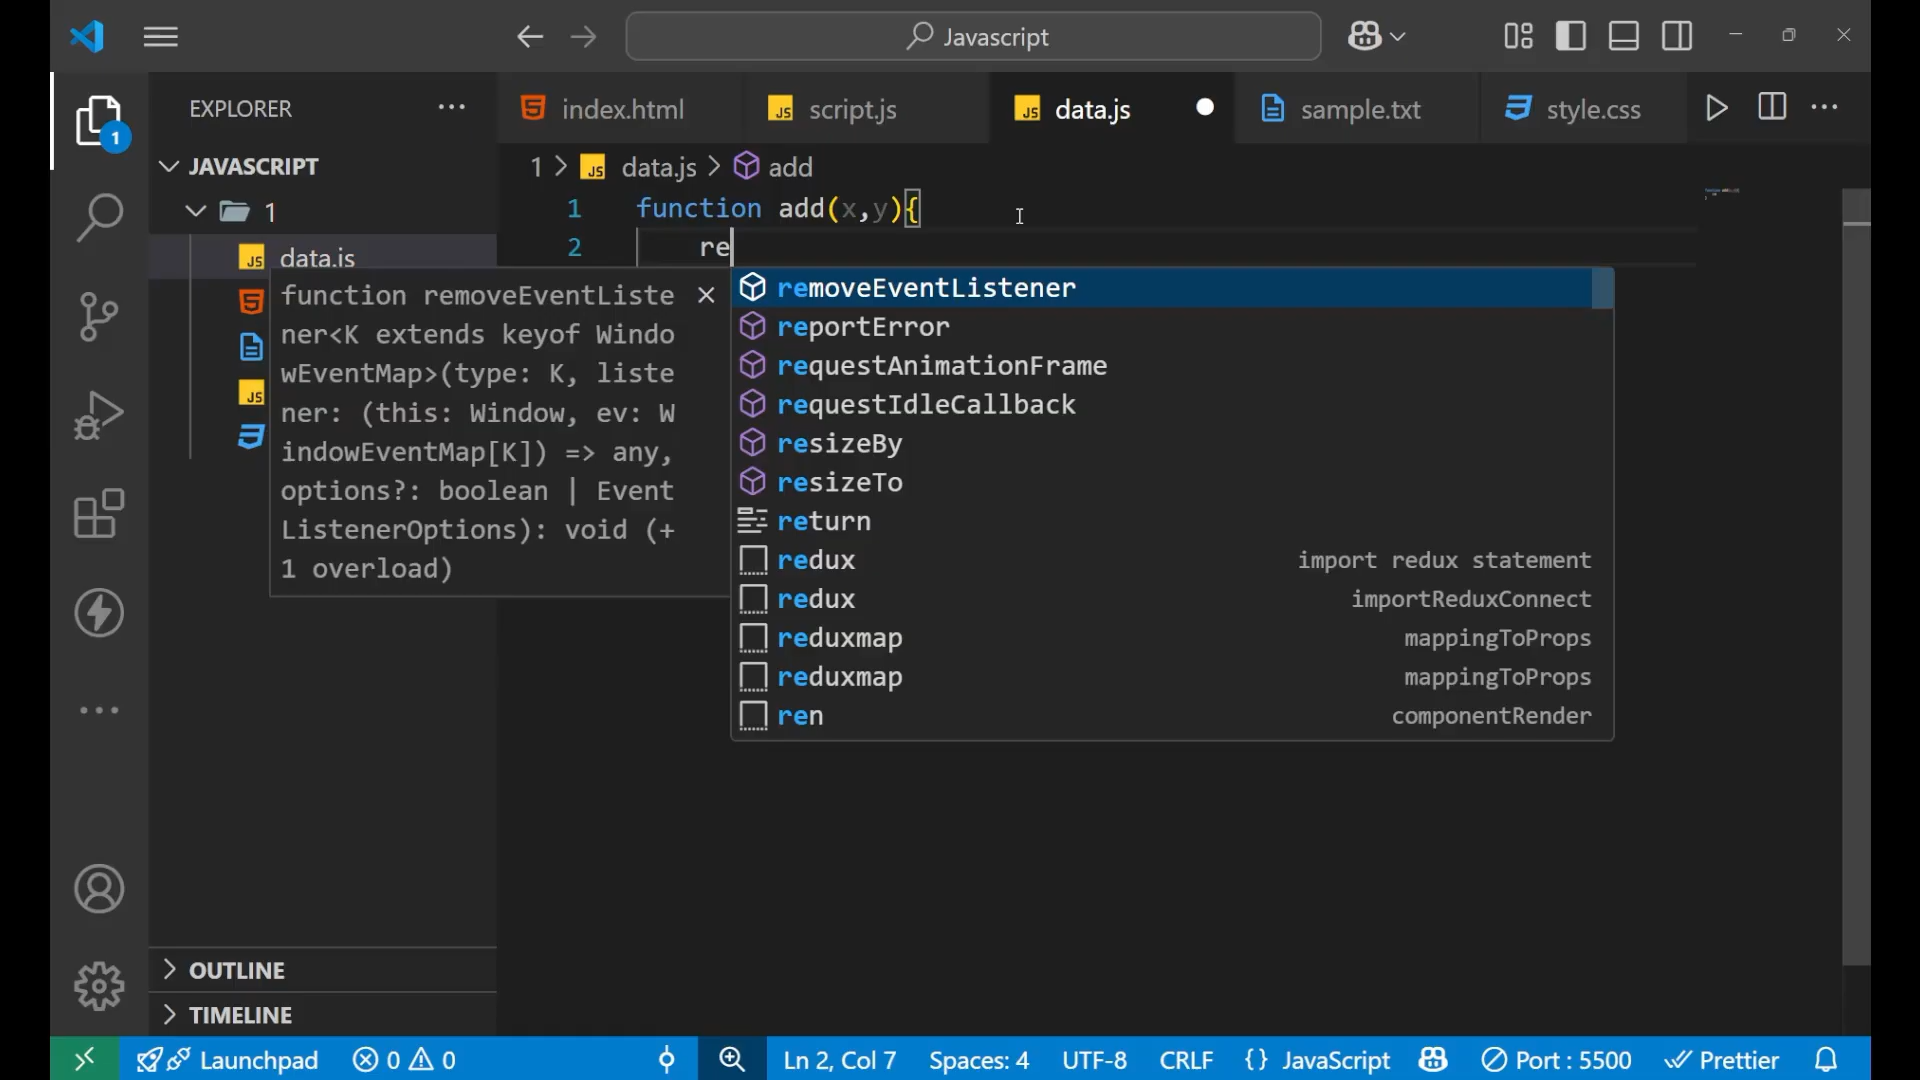 Javascript
EXPLORER
index.html
script.js
data.js
sample.txt
style.css
1
JAVASCRIPT
1 > JS data.js > add
1
1 function add(x,y){
data.js
2 re
function removeEventListe
ner<K extends keyof Windo
wEventMap>(type: K, liste
ner: (this: Window, ev: W
indowEventMap[K]) => any,
options?: boolean | Event
ListenerOptions): void (+
1 overload)
removeEventListener
reportError
requestAnimationFrame
requestIdleCallback
resizeBy
resizeTo
return
redux import redux statement
redux importReduxConnect
reduxmap mappingToProps
reduxmap mappingToProps
ren componentRender
OUTLINE
TIMELINE
Launchpad 0 0 Ln 2, Col 7 Spaces: 4 UTF-8 CRLF {} JavaScript Port : 5500 Prettier